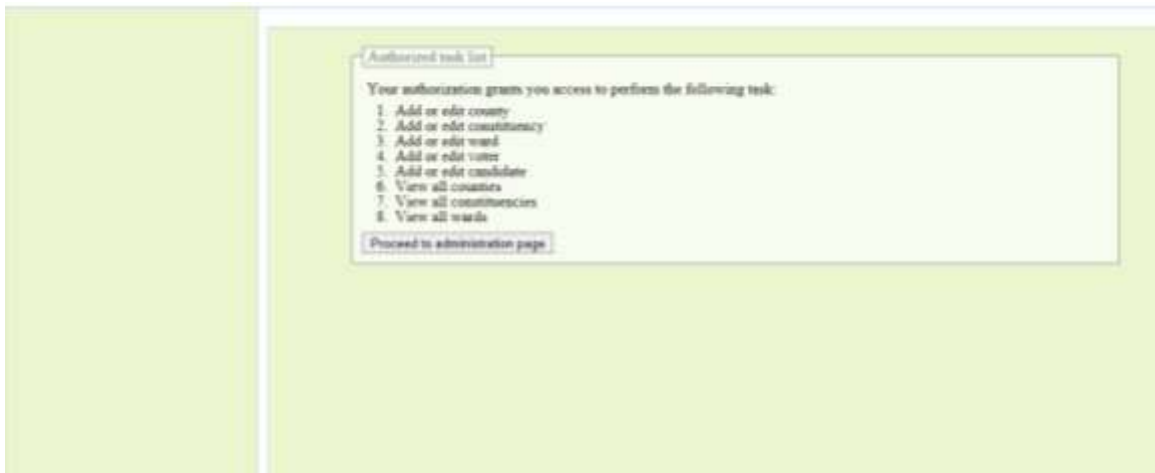 Authorized task list
Your authorization grants you access to perform the following task:
1. Add or edit county
2. Add or edit constituency
3. Add or edit ward
4. Add or edit voter
5. Add or edit candidate
6. View all counties
7. View all constituencies
8. View all wards
Proceed to administration page